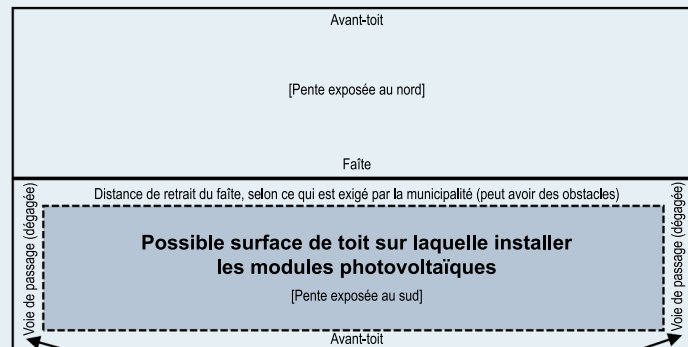 Avant-toit
[Pente exposée au nord]
Faîte
Distance de retrait du faîte, selon ce qui est exigé par la municipalité (peut avoir des obstacles)
Voie de passage (dégagée)
Possible surface de toit sur laquelle installer
les modules photovoltaïques
[Pente exposée au sud]
Voie de passage (dégagée)
Avant-toit